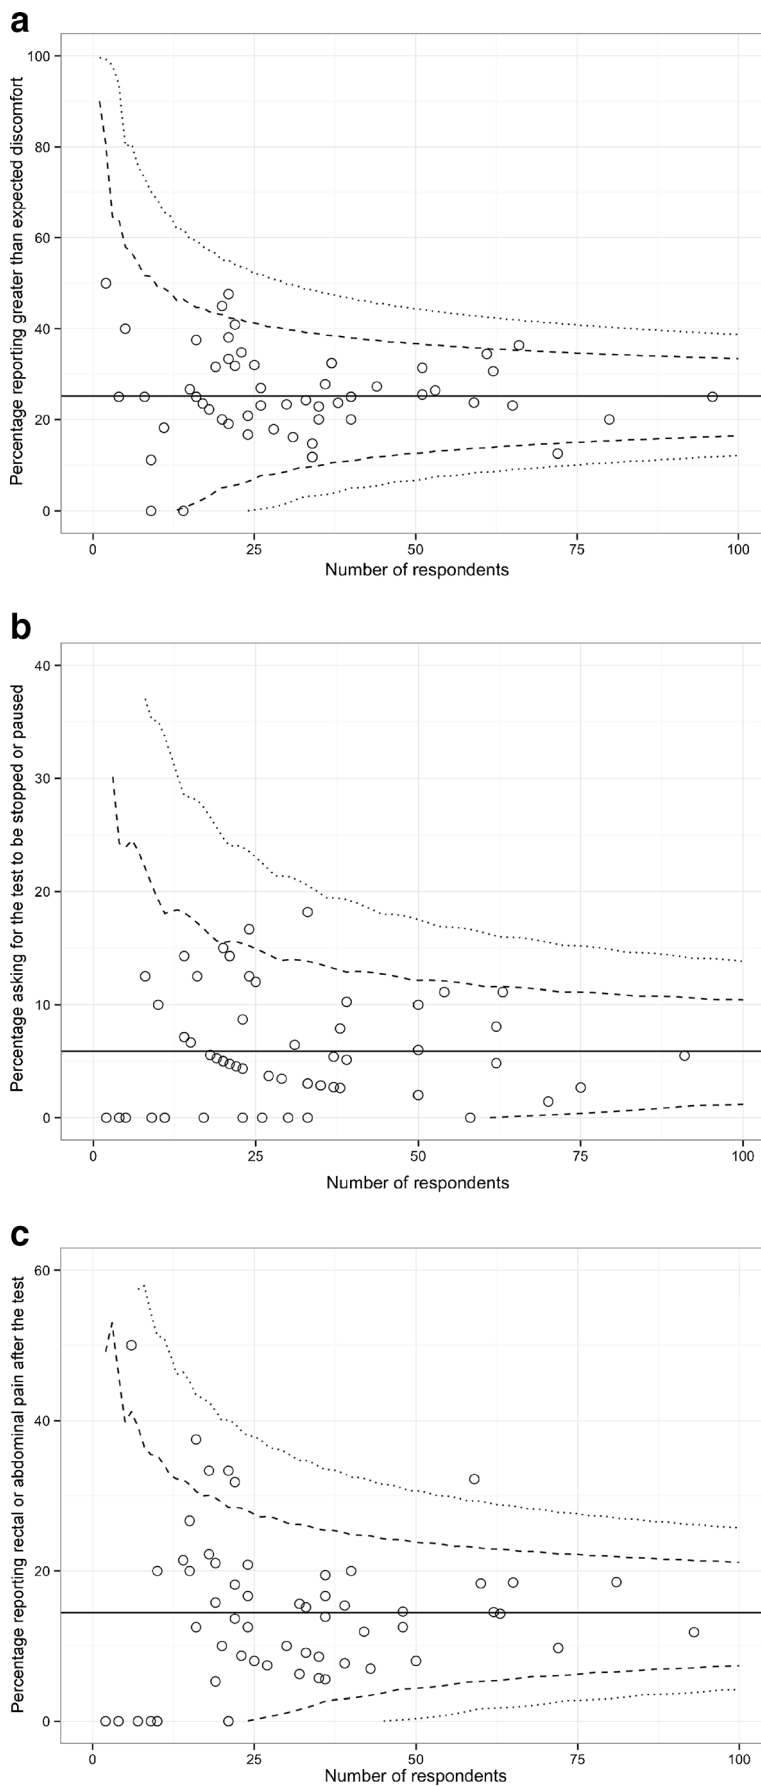 a
Percentage reporting greater than expected discomfort
100
80
60
40
20
0
0 25 50 75 100
Number of respondents
b
Percentage asking for the test to be stopped or paused
40
30
20
10
0
0 25 50 75 100
Number of respondents
c
Percentage reporting rectal or abdominal pain after the test
60
40
20
0
0 25 50 75 100
Number of respondents